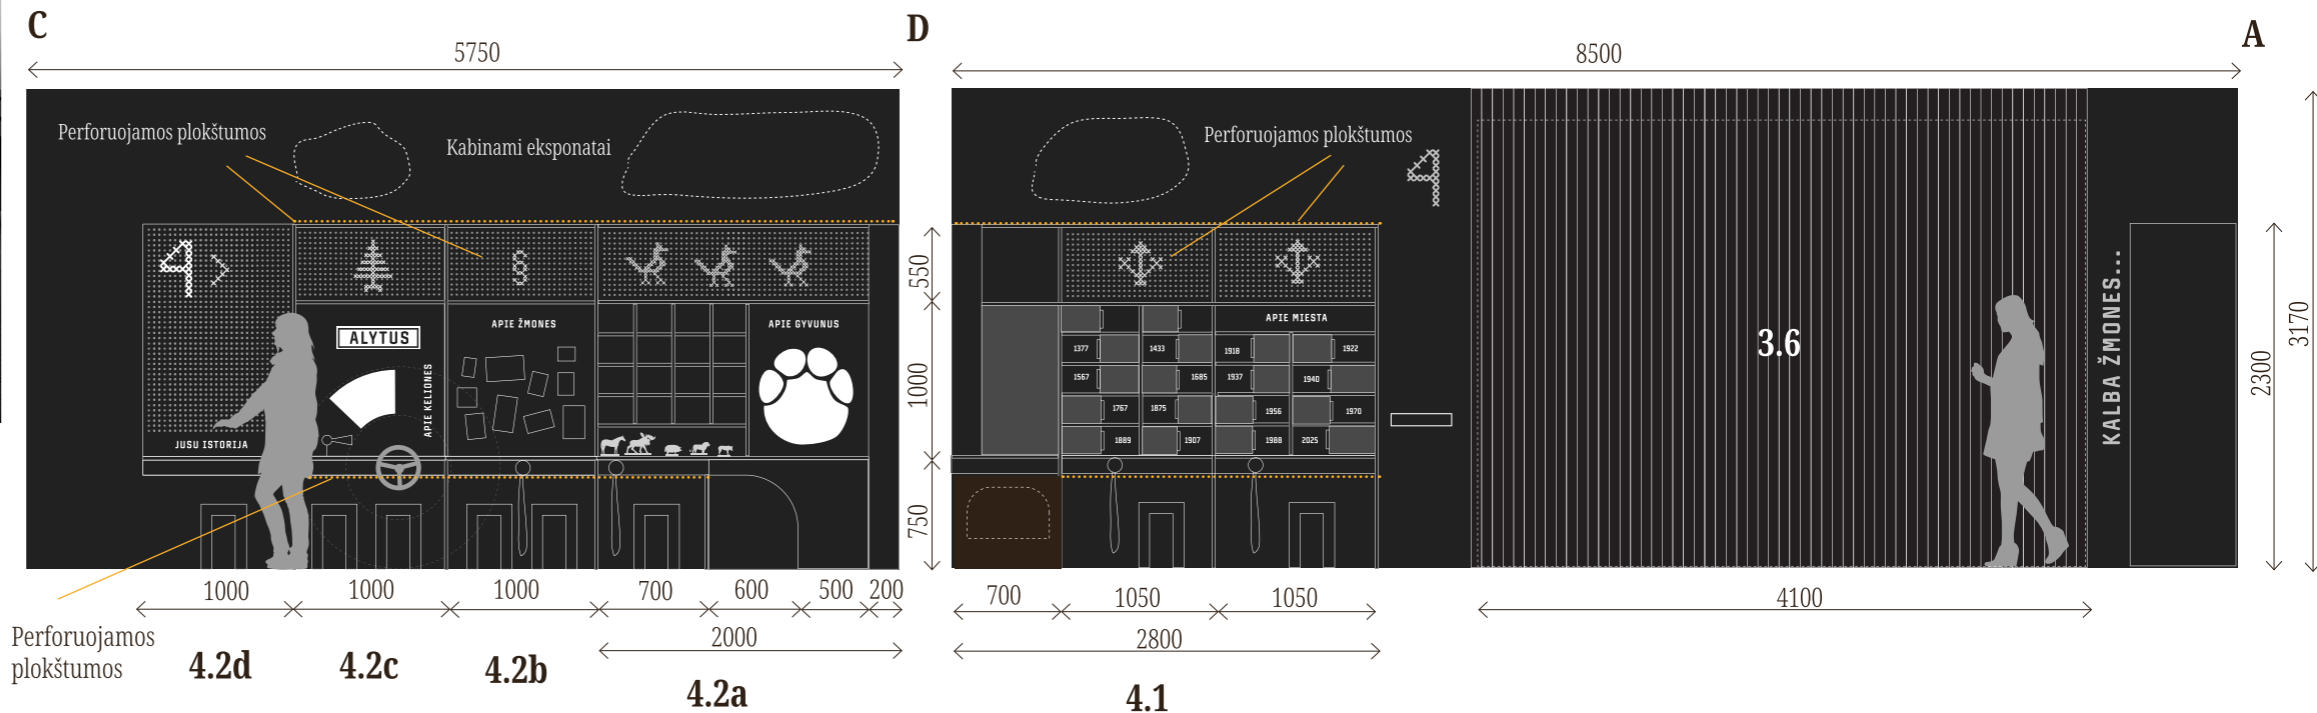 C
D
A
5750
8500
Perforuojamos plokštumos
Kabinami eksponatai
Perforuojamos plokštumos
4
4
§
ALYTUS
APIE KELIONES
APIE ŽMONES
APIE GYVUNUS
JUSU ISTORIJA
550
1000
750
APIE MIESTA
1377
1433
1918
1922
1567
1685
1937
1940
1767
1875
1956
1970
1889
1907
1988
2025
3.6
KALBA ŽMONES...
2300
3170
1000
1000
1000
700
600
500
200
2000
700
1050
1050
2800
4100
Perforuojamos
plokštumos
4.2d
4.2c
4.2b
4.2a
4.1